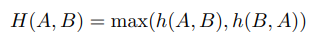 H(A, B) = max(h(A, B), h(B, A))